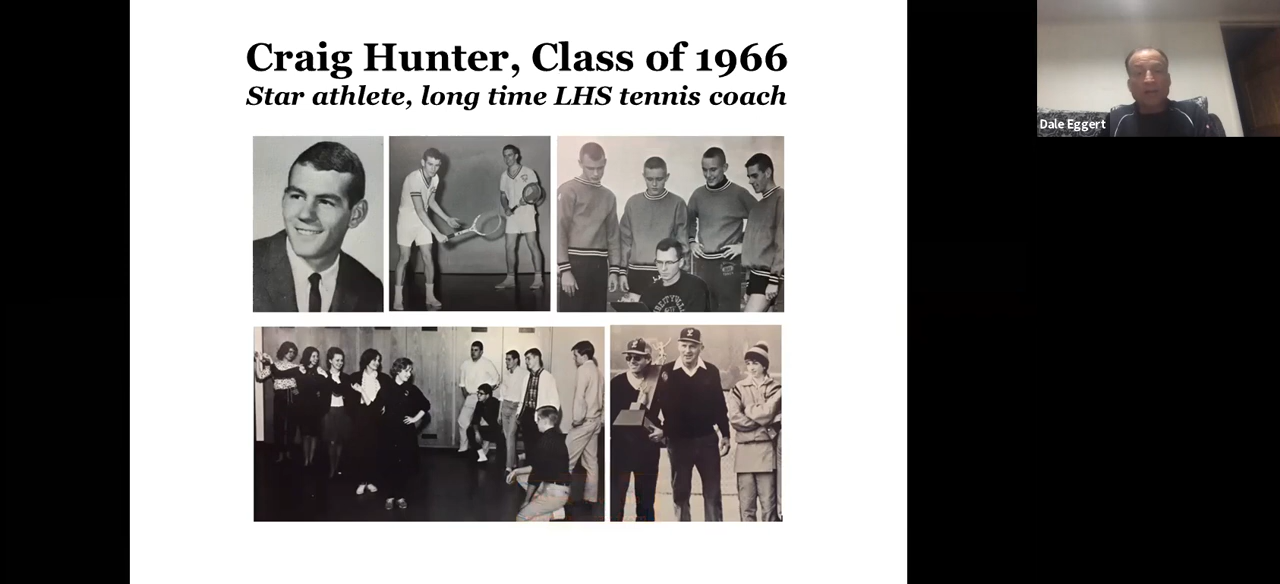 Craig Hunter, Class of 1966
Star athlete, long time LHS tennis coach
Dale Eggert